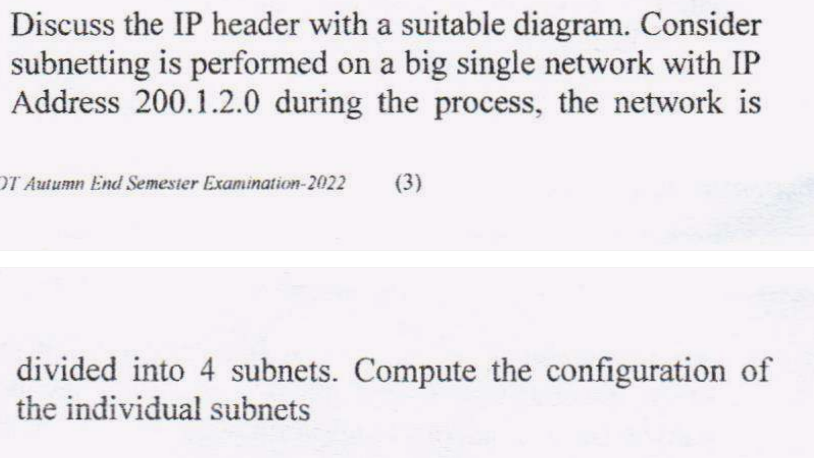 Discuss the IP header with a suitable diagram. Consider
subnetting is performed on a big single network with IP
Address 200.1.2.0 during the process, the network is
Autumn End Semester Examination-2022 (3)
divided into 4 subnets. Compute the configuration of
the individual subnets